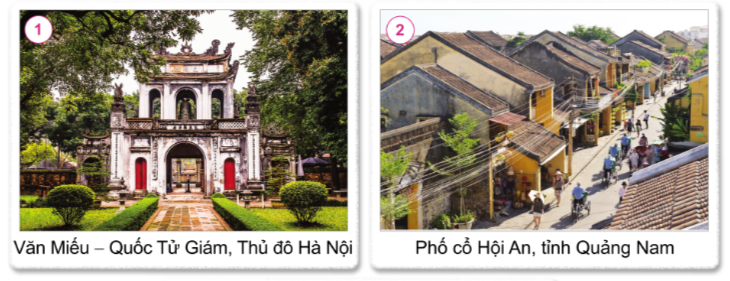 1
2
Văn Miếu – Quốc Tử Giám, Thủ đô Hà Nội
Phố cổ Hội An, tỉnh Quảng Nam